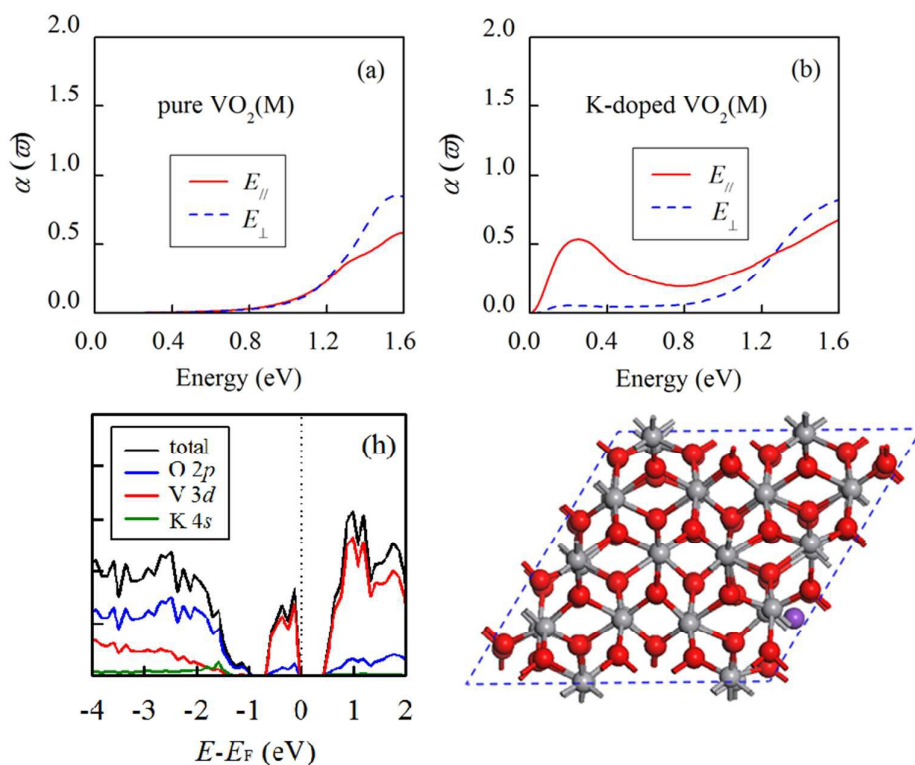 2.0
(a)
1.5
pure VO₂(M)
α (ϖ)
1.0
E//
E⊥
0.5
0.0
0.0 0.4 0.8 1.2 1.6
Energy (eV)
2.0
(b)
1.5
K-doped VO₂(M)
α (ϖ)
1.0
E//
E⊥
0.5
0.0
0.0 0.4 0.8 1.2 1.6
Energy (eV)
total
(h)
O 2p
V 3d
K 4s
-4 -3 -2 -1 0 1 2
E-EF (eV)